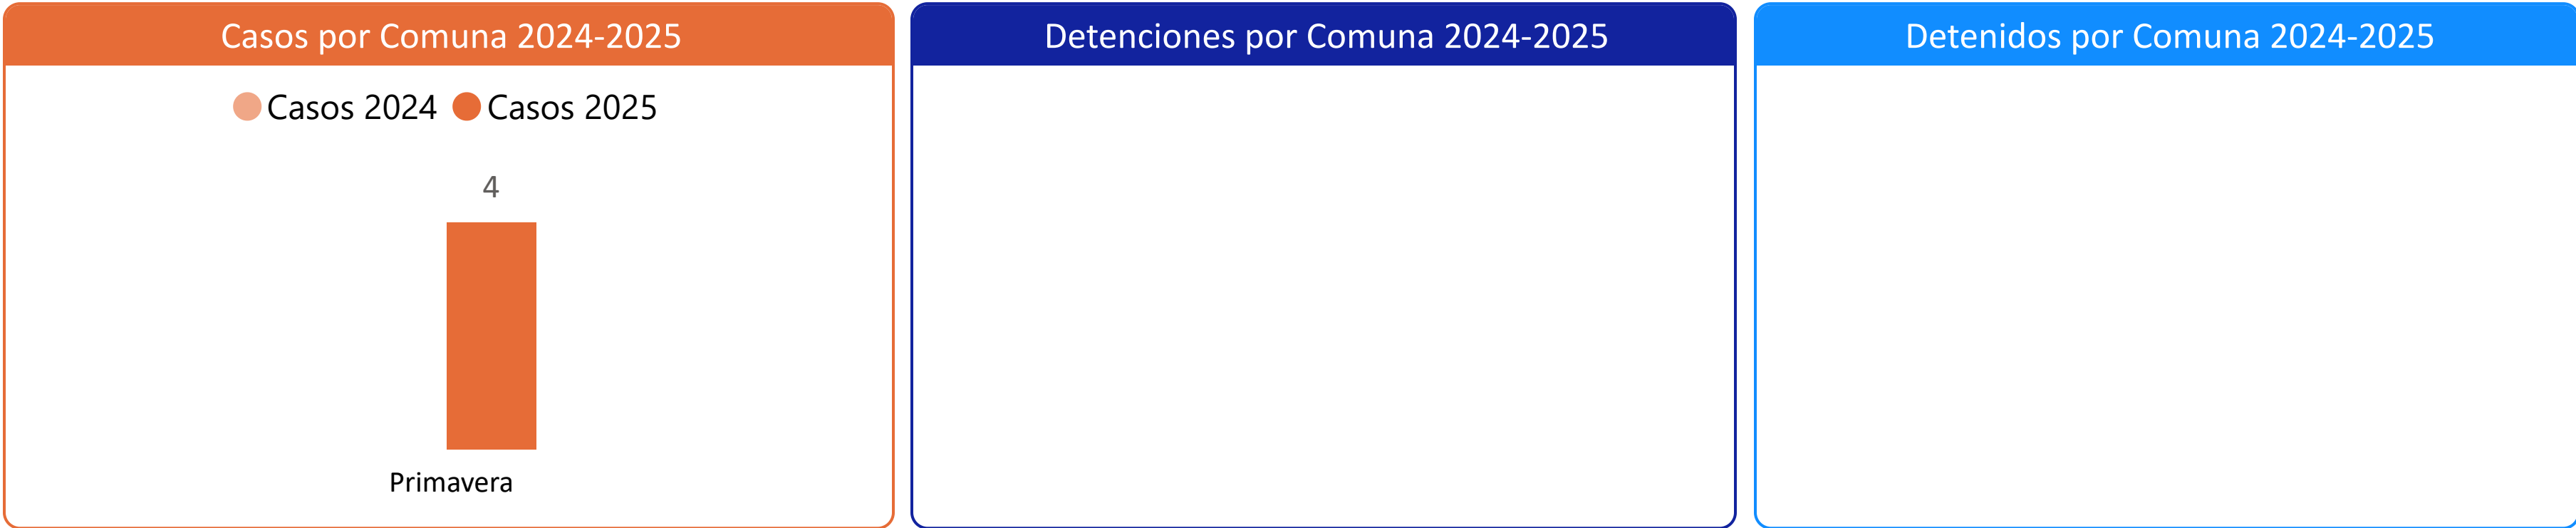 Casos por Comuna 2024-2025
Casos 2024 Casos 2025
4
Primavera
Detenciones por Comuna 2024-2025
Detenidos por Comuna 2024-2025